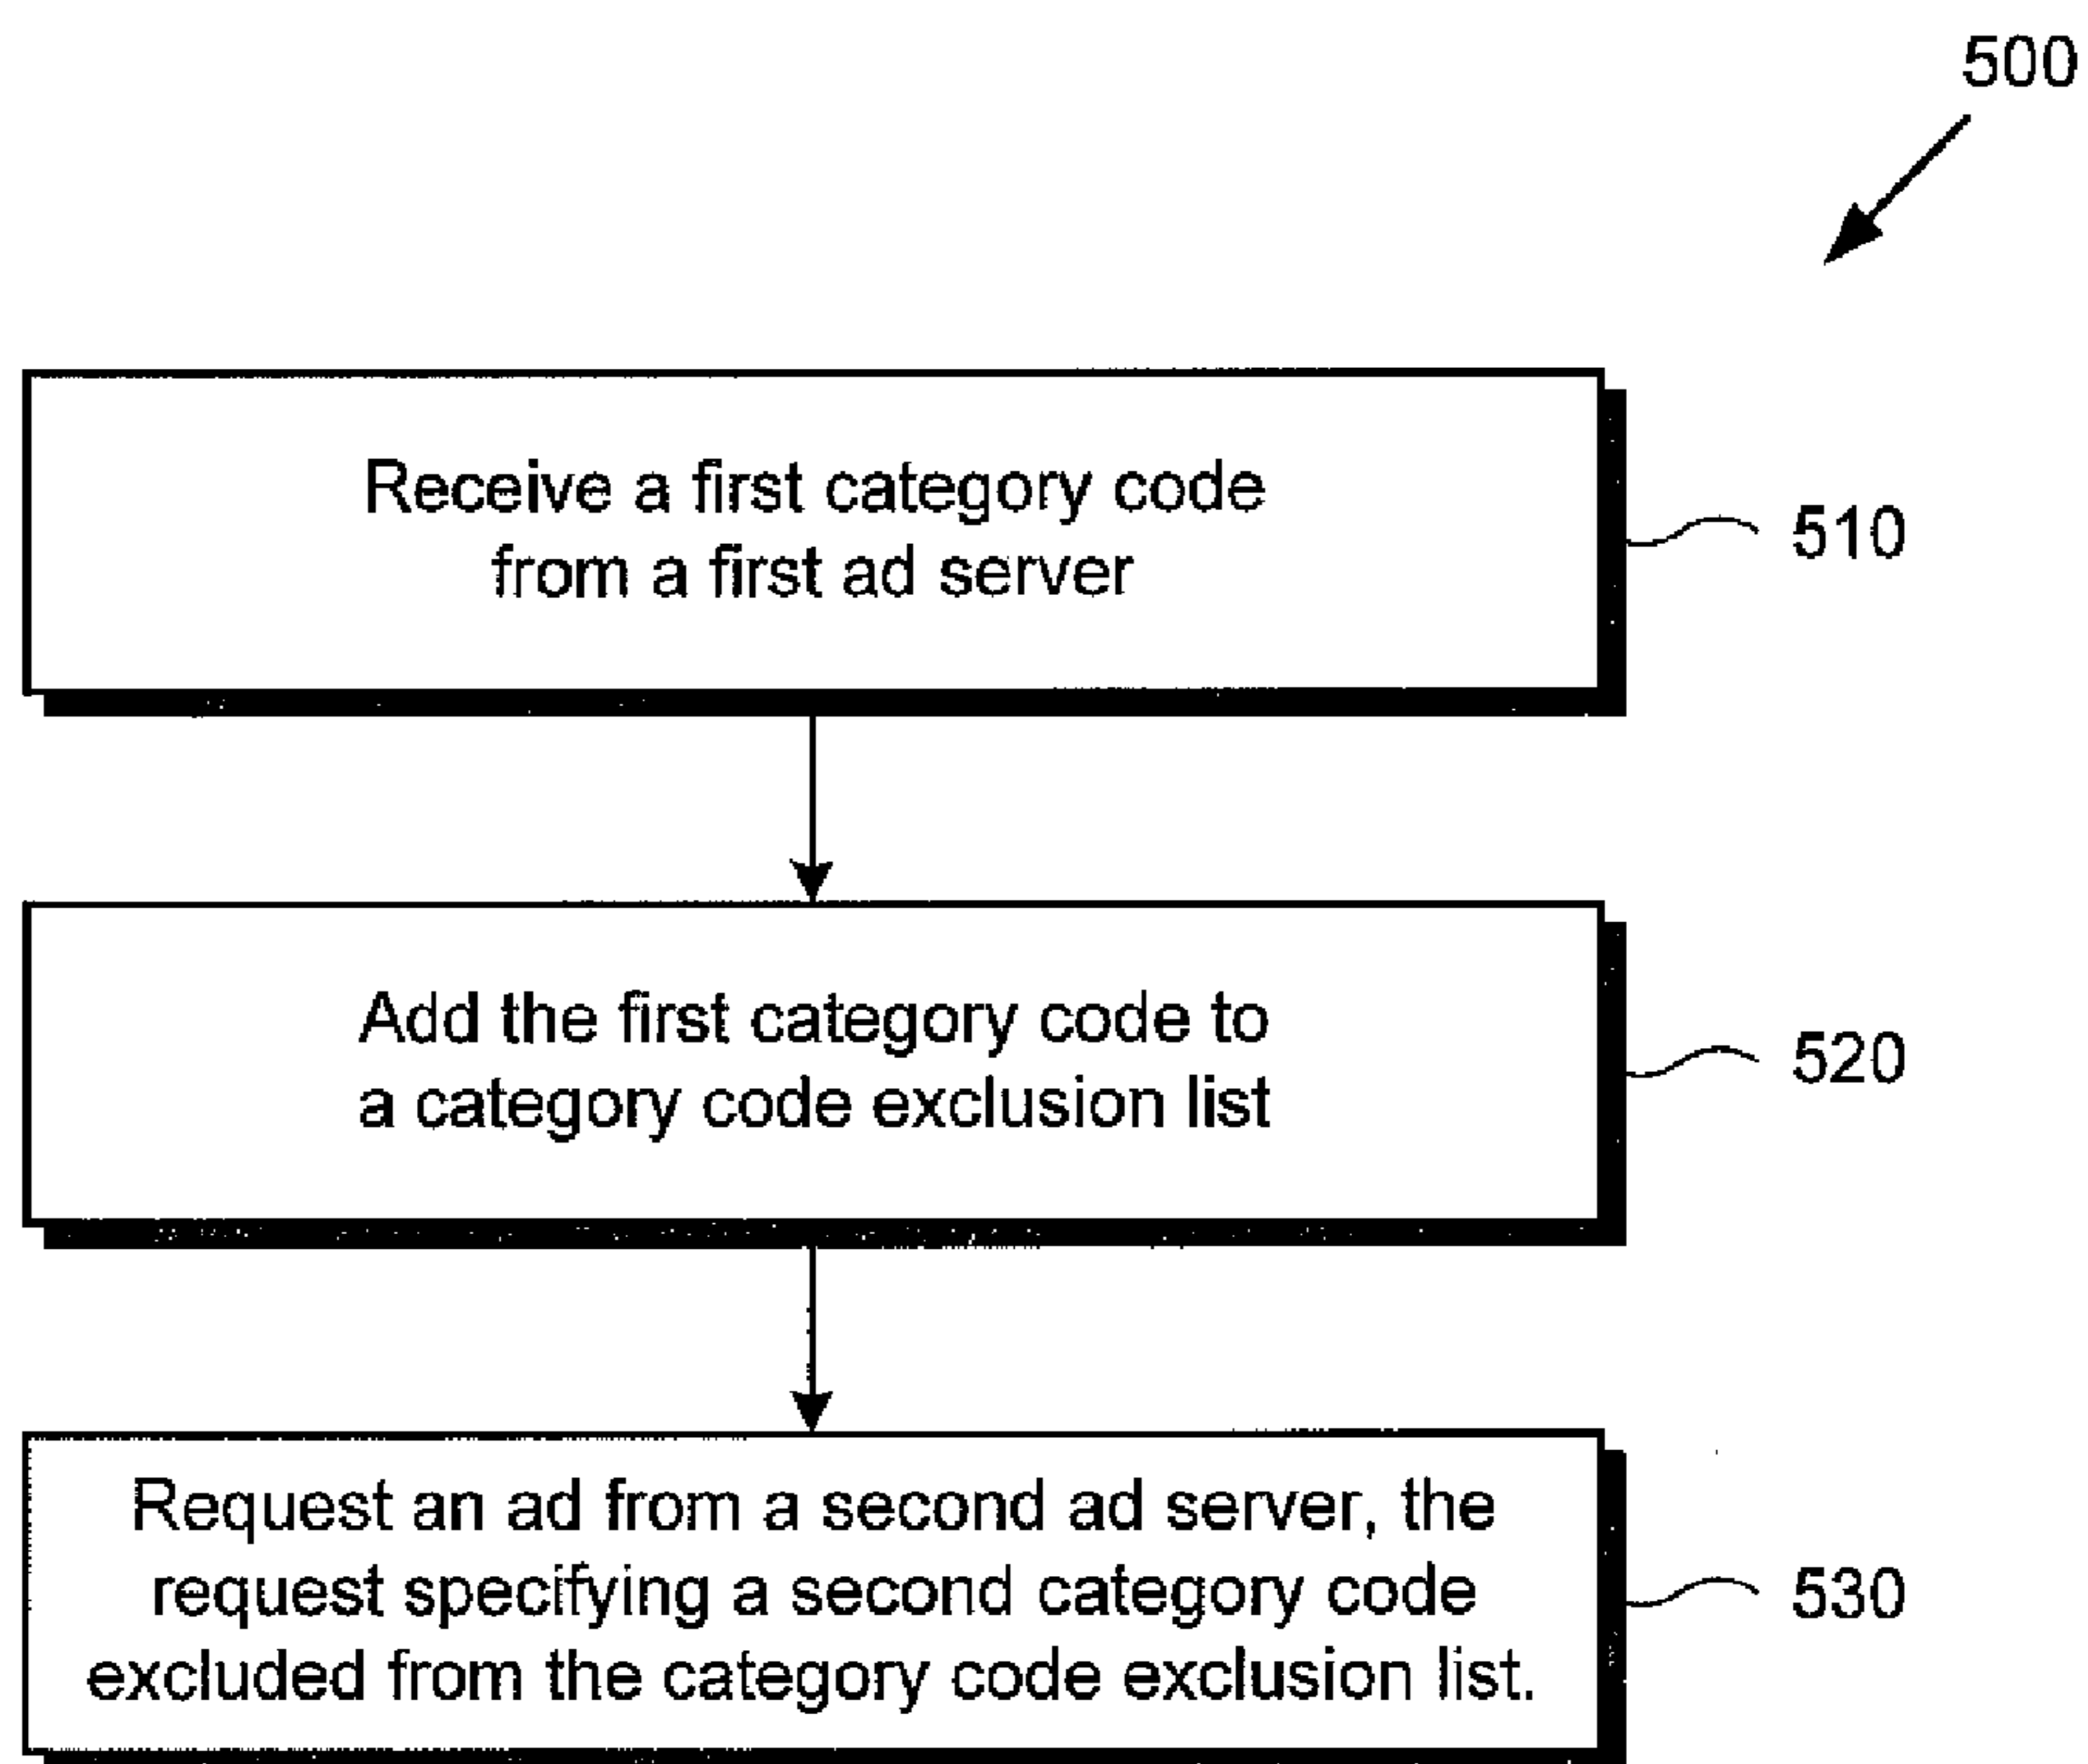 500
Receive a first category code
from a first ad server
510
Add the first category code to
a category code exclusion list
520
Request an ad from a second ad server, the
request specifying a second category code
excluded from the category code exclusion list.
530